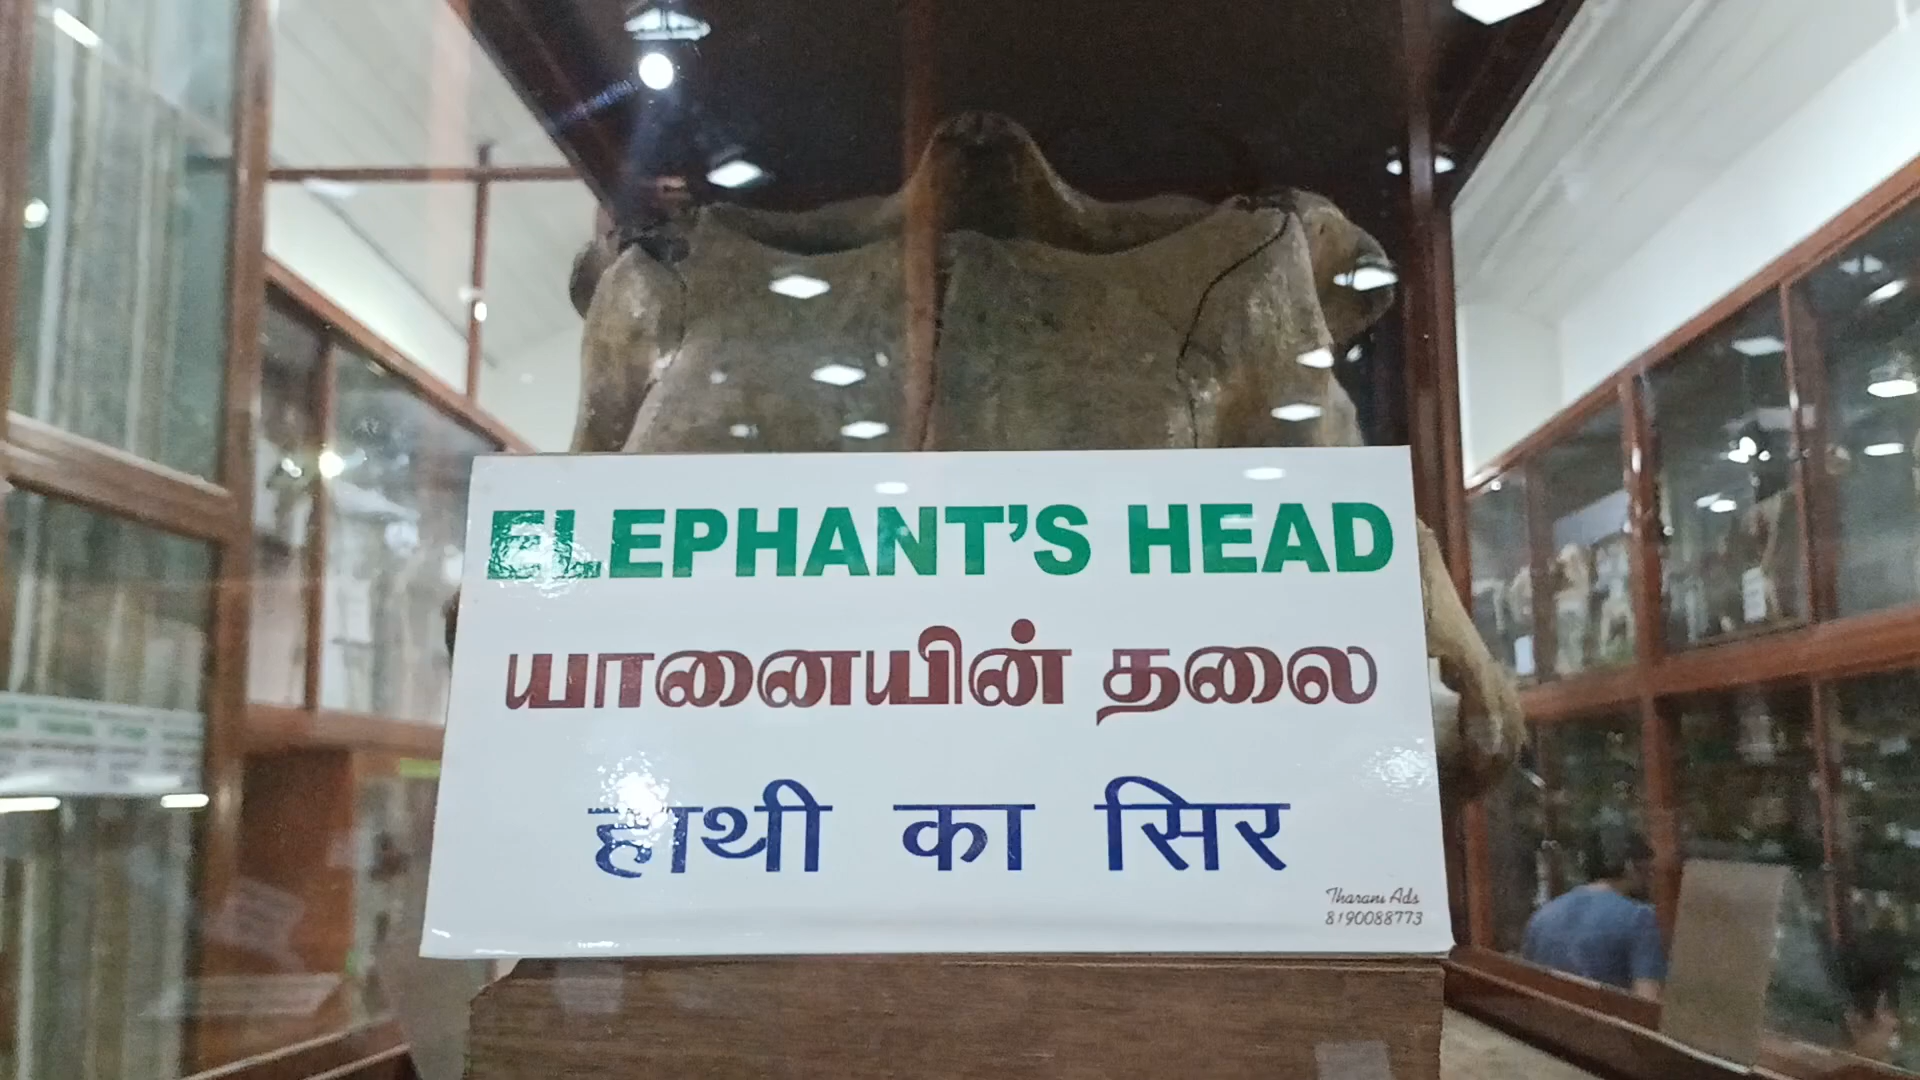 ELEPHANT'S HEAD
யானையின் தலை
हाथी का सिर
Tharani Ads
8190088773